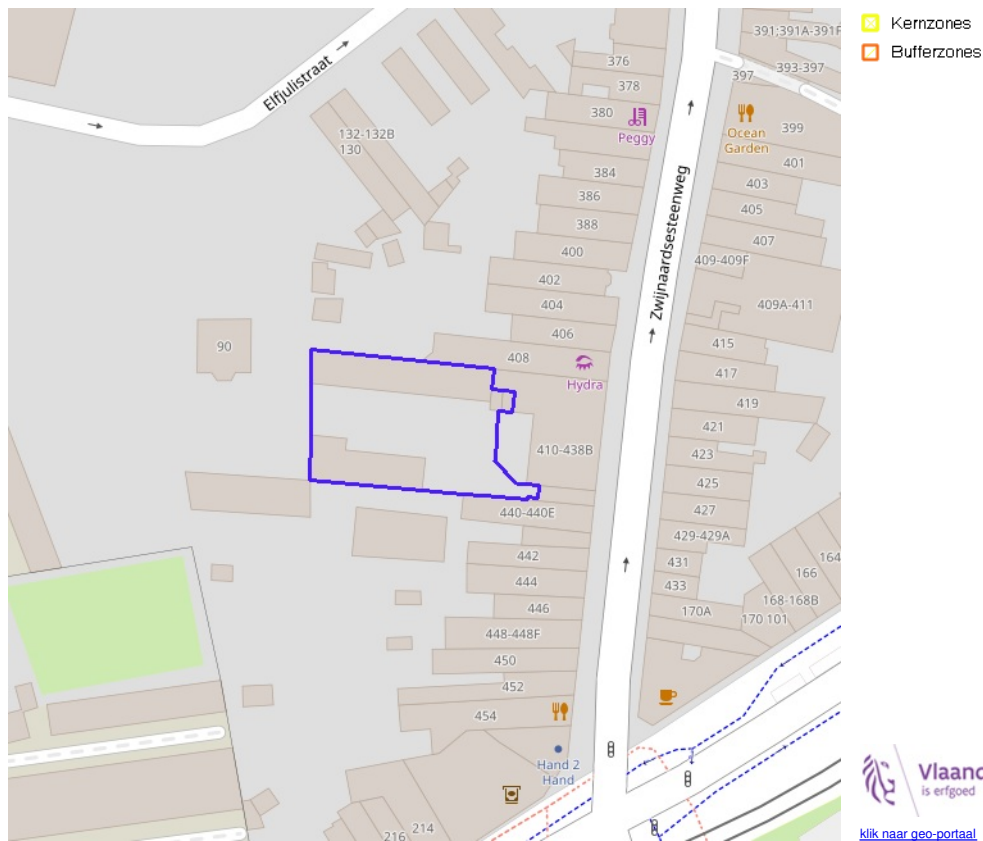 Kernzones
Bufferzones
Elfjulistraat
132-132B
130
376
378
380
Peggy
384
386
388
400
402
404
406
408
Hydra
410-438B
440-440E
442
444
446
448-448F
450
452
454
Hand 2
Hand
214
216
90
Zwijnaardsesteenweg
391;391A-391F
393-397
397
Ocean
Garden
399
401
403
405
407
409-409F
409A-411
415
417
419
421
423
425
427
429-429A
431
433
170A
170 101
168-168B
166
164
Vlaand
is erfgoed
klik naar geo-portaal